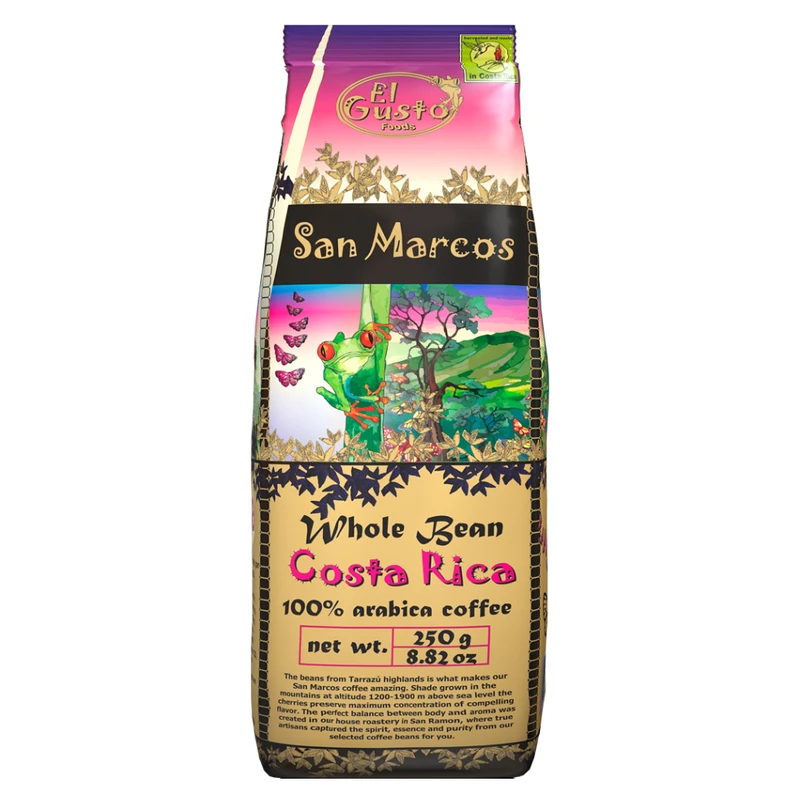 harvested and made
in Costa Rica
El
Gusto
Foods
San Marcos
Whole Bean
Costa Rica
100% arabica coffee
net wt.
250 g
8.82 oz
The beans from Tarrazú highlands is what makes our
San Marcos coffee amazing. Shade grown in the
mountains at altitude 1200-1900 m above sea level the
cherries preserve maximum concentration of compelling
flavor. The perfect balance between body and aroma was
created in our house roastery in San Ramon, where true
artisans captured the spirit, essence and purity from our
selected coffee beans for you.